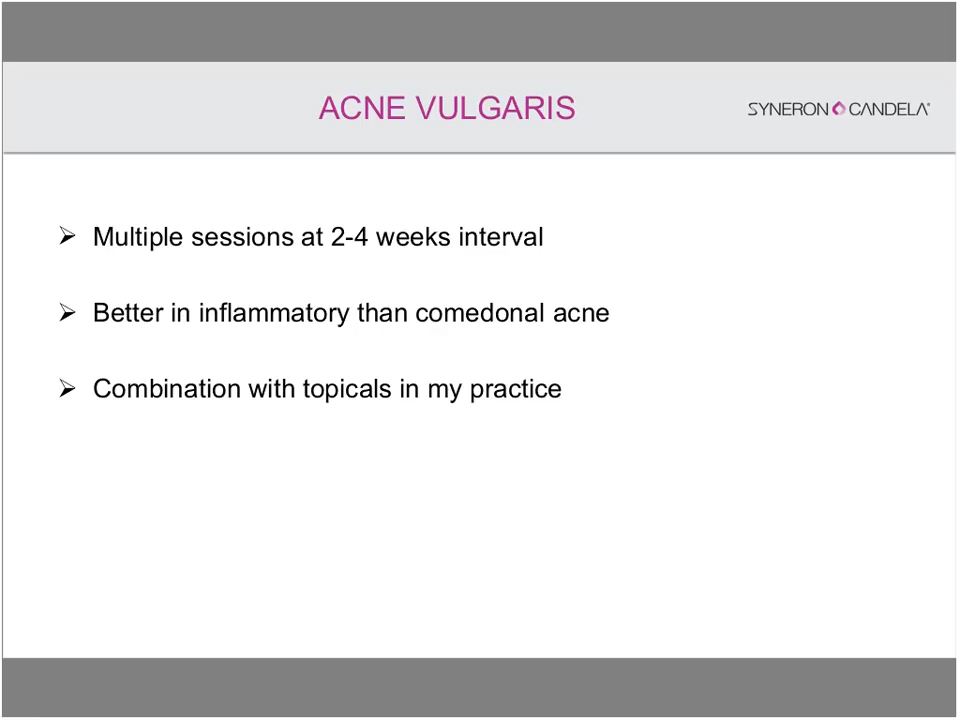 ACNE VULGARIS
SYNERON CANDELA®
Multiple sessions at 2-4 weeks interval
Better in inflammatory than comedonal acne
Combination with topicals in my practice